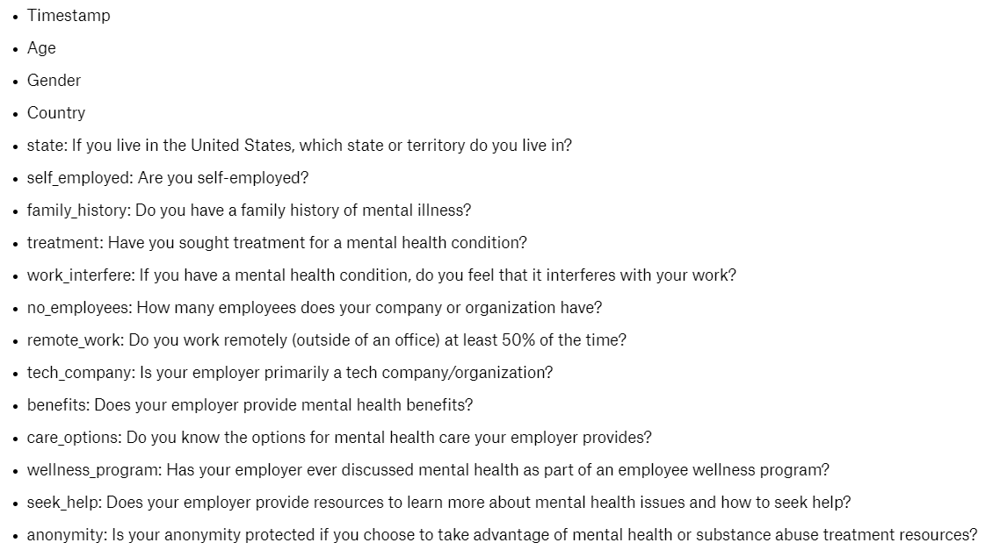 • Timestamp
• Age
• Gender
• Country
• state: If you live in the United States, which state or territory do you live in?
• self_employed: Are you self-employed?
• family_history: Do you have a family history of mental illness?
• treatment: Have you sought treatment for a mental health condition?
• work_interfere: If you have a mental health condition, do you feel that it interferes with your work?
• no_employees: How many employees does your company or organization have?
• remote_work: Do you work remotely (outside of an office) at least 50% of the time?
• tech_company: Is your employer primarily a tech company/organization?
• benefits: Does your employer provide mental health benefits?
• care_options: Do you know the options for mental health care your employer provides?
• wellness_program: Has your employer ever discussed mental health as part of an employee wellness program?
• seek_help: Does your employer provide resources to learn more about mental health issues and how to seek help?
• anonymity: Is your anonymity protected if you choose to take advantage of mental health or substance abuse treatment resources?